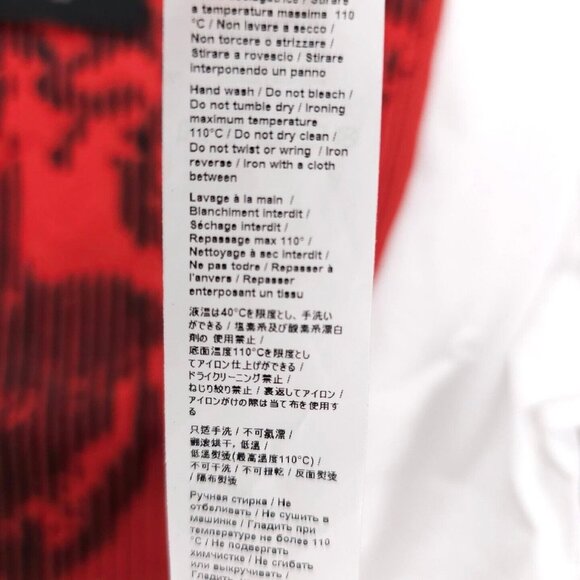 a temperatura massima 110
°C / Non lavare a secco /
Non torcere o strizzare /
Stirare a rovescio / Stirare
interponendo un panno
Hand wash / Do not bleach /
Do not tumble dry / Ironing
maximum temperature
110°C / Do not dry clean /
Do not twist or wring / Iron
reverse / Iron with a cloth
between
Lavage à la main /
Blanchiment interdit /
Séchage interdit /
Repassage max 110° /
Nettoyage à sec interdit /
Ne pas todre / Repasser à
l'anvers / Repasser
enterposant un tissu
液温は40°Cを限度とし、手洗い
ができる / 塩素系及び酸素系漂白
剤の 使用禁止 /
底面温度110°Cを限度とし
てアイロン仕上げができる /
ドライクリーニング禁止 /
ねじり絞り禁止 / 裏返してアイロン /
アイロンがけの際は当て布を使用す
る
只适手洗 / 不可氯漂 /
翻滚烘干, 低温 /
低温熨後(最高溫度110°C) /
不可干洗 / 不可扭乾 / 反面熨後
/ 隔布熨後
Ручная стирка / Не
отбеливать / Не сушить в
машинке / Гладить при
температуре не более 110
°C / Не подвергать
химчистке / Не сгибать
или выкручивать /